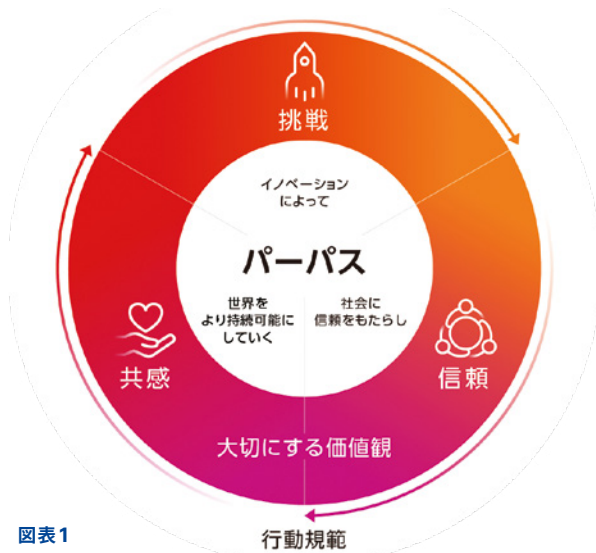 挑戦
イノベーション
によって
パーパス
世界を
より持続可能に
していく
社会に
信頼をもたらし
共感
信頼
大切にする価値観
図表1
行動規範